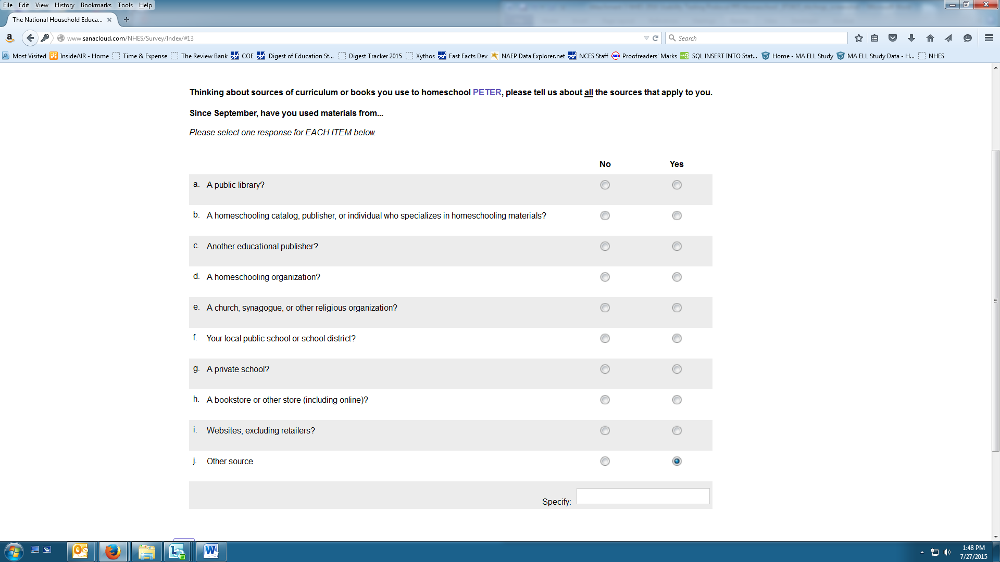 File Edit View History Bookmarks Tools Help
The National Household Educa...
www.sanacloud.com/NHES/Survey/Index/#13
Search
Most Visited InsideAIR - Home Time & Expense The Review Bank COE Digest of Education St... Digest Tracker 2015 Xythos Fast Facts Dev NAEP Data Explorer.net NCES Staff Proofreaders' Marks SQL INSERT INTO Stat... Home - MA ELL Study MA ELL Study Data - H... NHES
Thinking about sources of curriculum or books you use to homeschool PETER, please tell us about all the sources that apply to you.
Since September, have you used materials from...
Please select one response for EACH ITEM below.
No Yes
a. A public library?
b. A homeschooling catalog, publisher, or individual who specializes in homeschooling materials?
c. Another educational publisher?
d. A homeschooling organization?
e. A church, synagogue, or other religious organization?
f. Your local public school or school district?
g. A private school?
h. A bookstore or other store (including online)?
i. Websites, excluding retailers?
j. Other source
Specify:
1:48 PM
7/27/2015